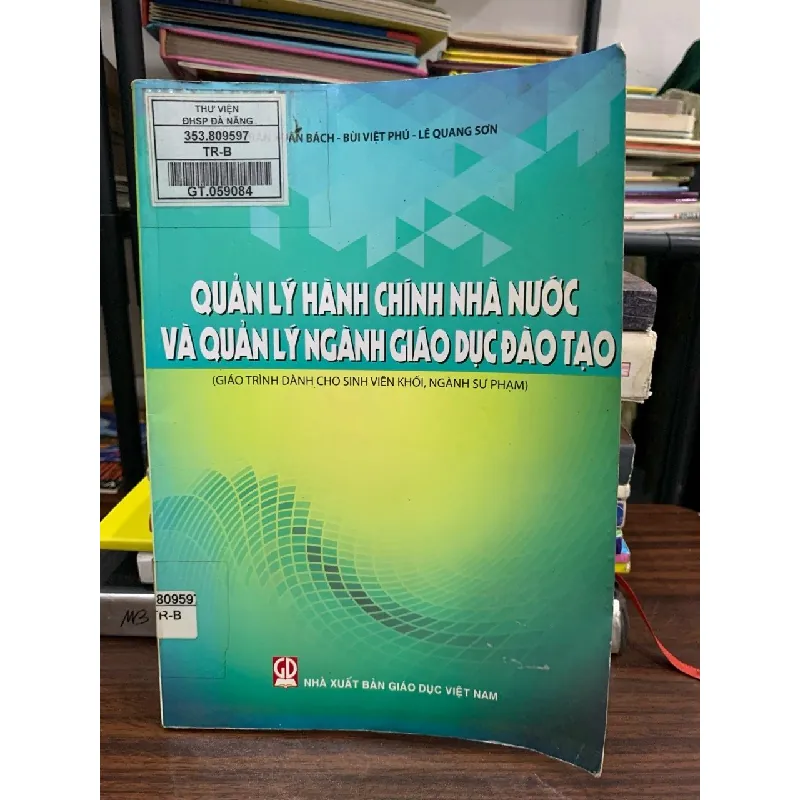 THƯ VIỆN
ĐHSP ĐÀ NẴNG
353.809597
TR-B
GT.059084
BÁCH - BÙI VIỆT PHÚ - LÊ QUANG SƠN
QUẢN LÝ HÀNH CHÍNH NHÀ NƯỚC
VÀ QUẢN LÝ NGÀNH GIÁO DỤC ĐÀO TẠO
(GIÁO TRÌNH DÀNH CHO SINH VIÊN KHỐI, NGÀNH SƯ PHẠM)
80959
TR-B
GD
NHÀ XUẤT BẢN GIÁO DỤC VIỆT NAM